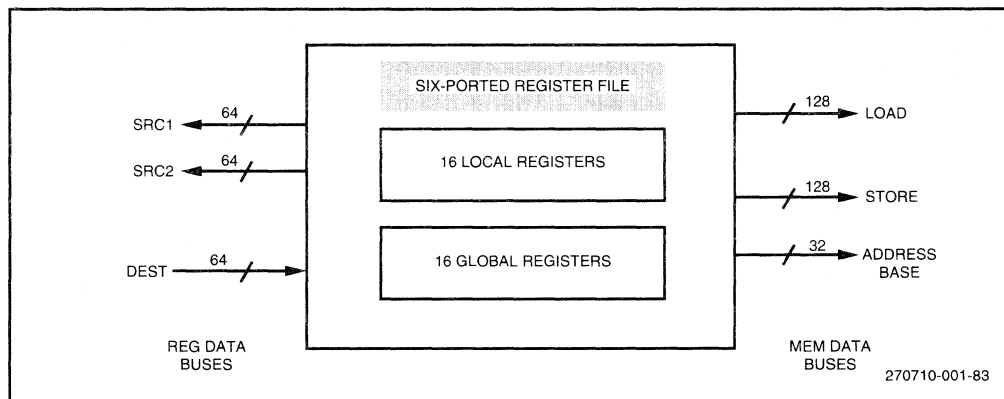 SIX-PORTED REGISTER FILE
64
SRC1
64
SRC2
16 LOCAL REGISTERS
128
LOAD
128
STORE
64
DEST
16 GLOBAL REGISTERS
32
ADDRESS
BASE
REG DATA
BUSES
MEM DATA
BUSES
270710-001-83